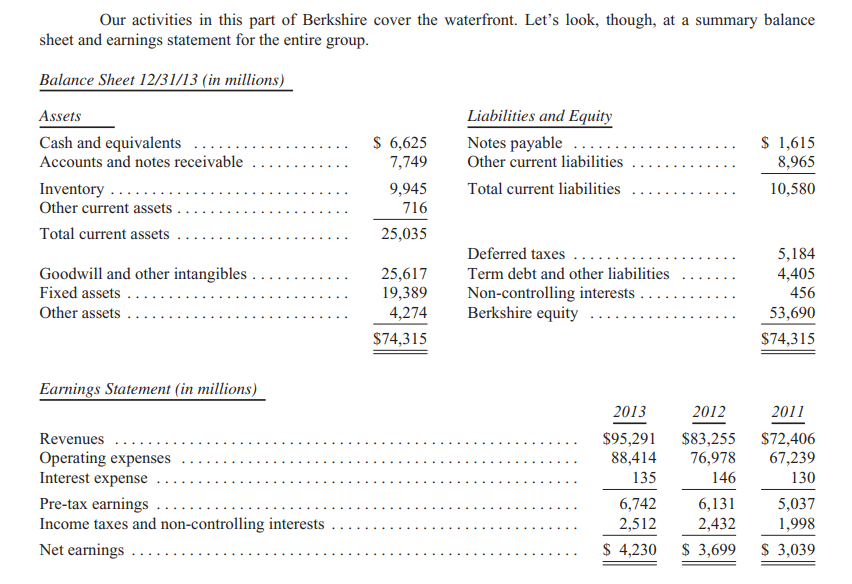 Our activities in this part of Berkshire cover the waterfront. Let’s look, though, at a summary balance
sheet and earnings statement for the entire group.
Balance Sheet 12/31/13 (in millions)
Assets
Cash and equivalents . . . . . . . . . . . . . . . . . . . $ 6,625
Accounts and notes receivable . . . . . . . . . . . . 7,749
Inventory . . . . . . . . . . . . . . . . . . . . . . . . . . . . . 9,945
Other current assets . . . . . . . . . . . . . . . . . . . . . 716
Total current assets . . . . . . . . . . . . . . . . . . . . . 25,035
Goodwill and other intangibles . . . . . . . . . . . . 25,617
Fixed assets . . . . . . . . . . . . . . . . . . . . . . . . . . . 19,389
Other assets . . . . . . . . . . . . . . . . . . . . . . . . . . . 4,274
$74,315
Liabilities and Equity
Notes payable . . . . . . . . . . . . . . . . . . . . $ 1,615
Other current liabilities . . . . . . . . . . . . . 8,965
Total current liabilities . . . . . . . . . . . . . 10,580
Deferred taxes . . . . . . . . . . . . . . . . . . . . 5,184
Term debt and other liabilities . . . . . . . 4,405
Non-controlling interests . . . . . . . . . . . . 456
Berkshire equity . . . . . . . . . . . . . . . . . . 53,690
$74,315
Earnings Statement (in millions)
2013 2012 2011
Revenues . . . . . . . . . . . . . . . . . . . . . . . . . . . . . . $95,291 $83,255 $72,406
Operating expenses . . . . . . . . . . . . . . . . . . . . . . . . . . . . . . 88,414 76,978 67,239
Interest expense . . . . . . . . . . . . . . . . . . . . . . . . . . . . . . 135 146 130
Pre-tax earnings . . . . . . . . . . . . . . . . . . . . . . . . . . . . . . 6,742 6,131 5,037
Income taxes and non-controlling interests . . . . . . . . . . . . . . . . . . . . 2,512 2,432 1,998
Net earnings . . . . . . . . . . . . . . . . . . . . . . . . . . . . . . $ 4,230 $ 3,699 $ 3,039